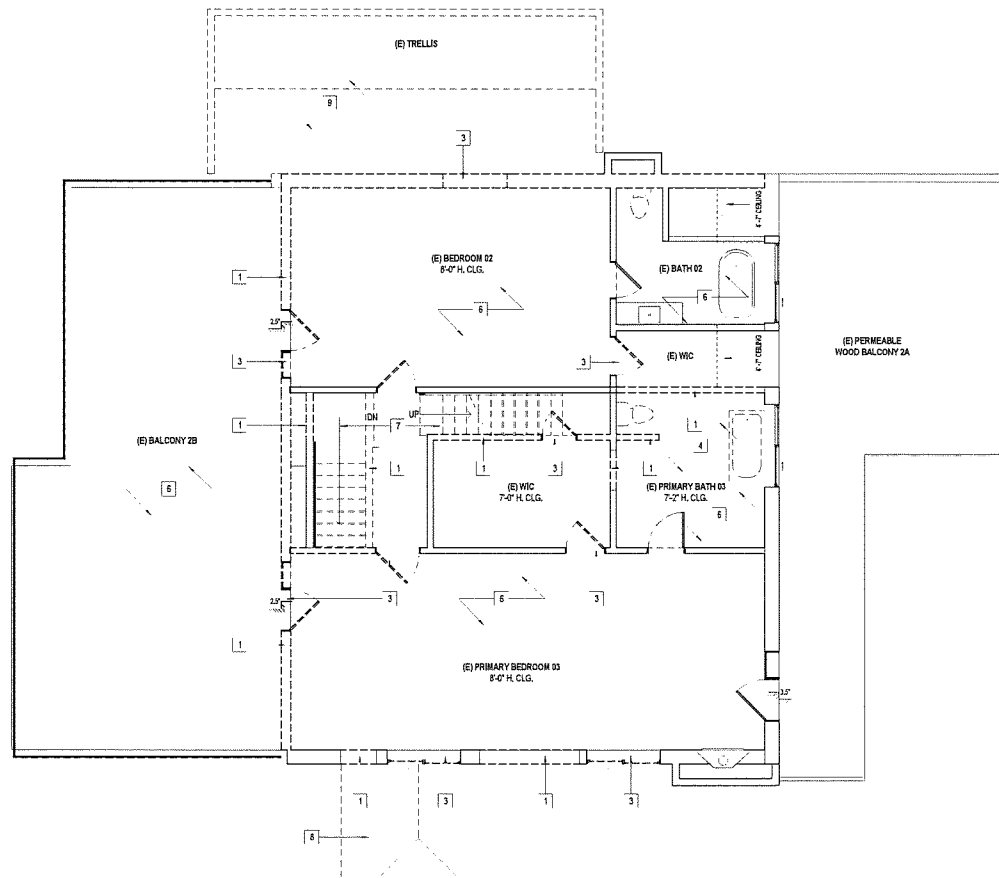 (E) TRELLIS
9
3
(E) BEDROOM 02
8'-0" H. CLG.
6
1
2.5"
3
(E) BATH 02
6
4'-7" CEILING
3
(E) WIC
4'-7" CEILING
(E) PERMEABLE
WOOD BALCONY 2A
1
(E) BALCONY 2B
6
DN
7
UP
1
1
3
(E) WIC
7'-0" H. CLG.
1
1
4
(E) PRIMARY BATH 03
7'-2" H. CLG.
6
2.5"
3
6
3
1
(E) PRIMARY BEDROOM 03
8'-0" H. CLG.
3.5"
1
3
1
3
8